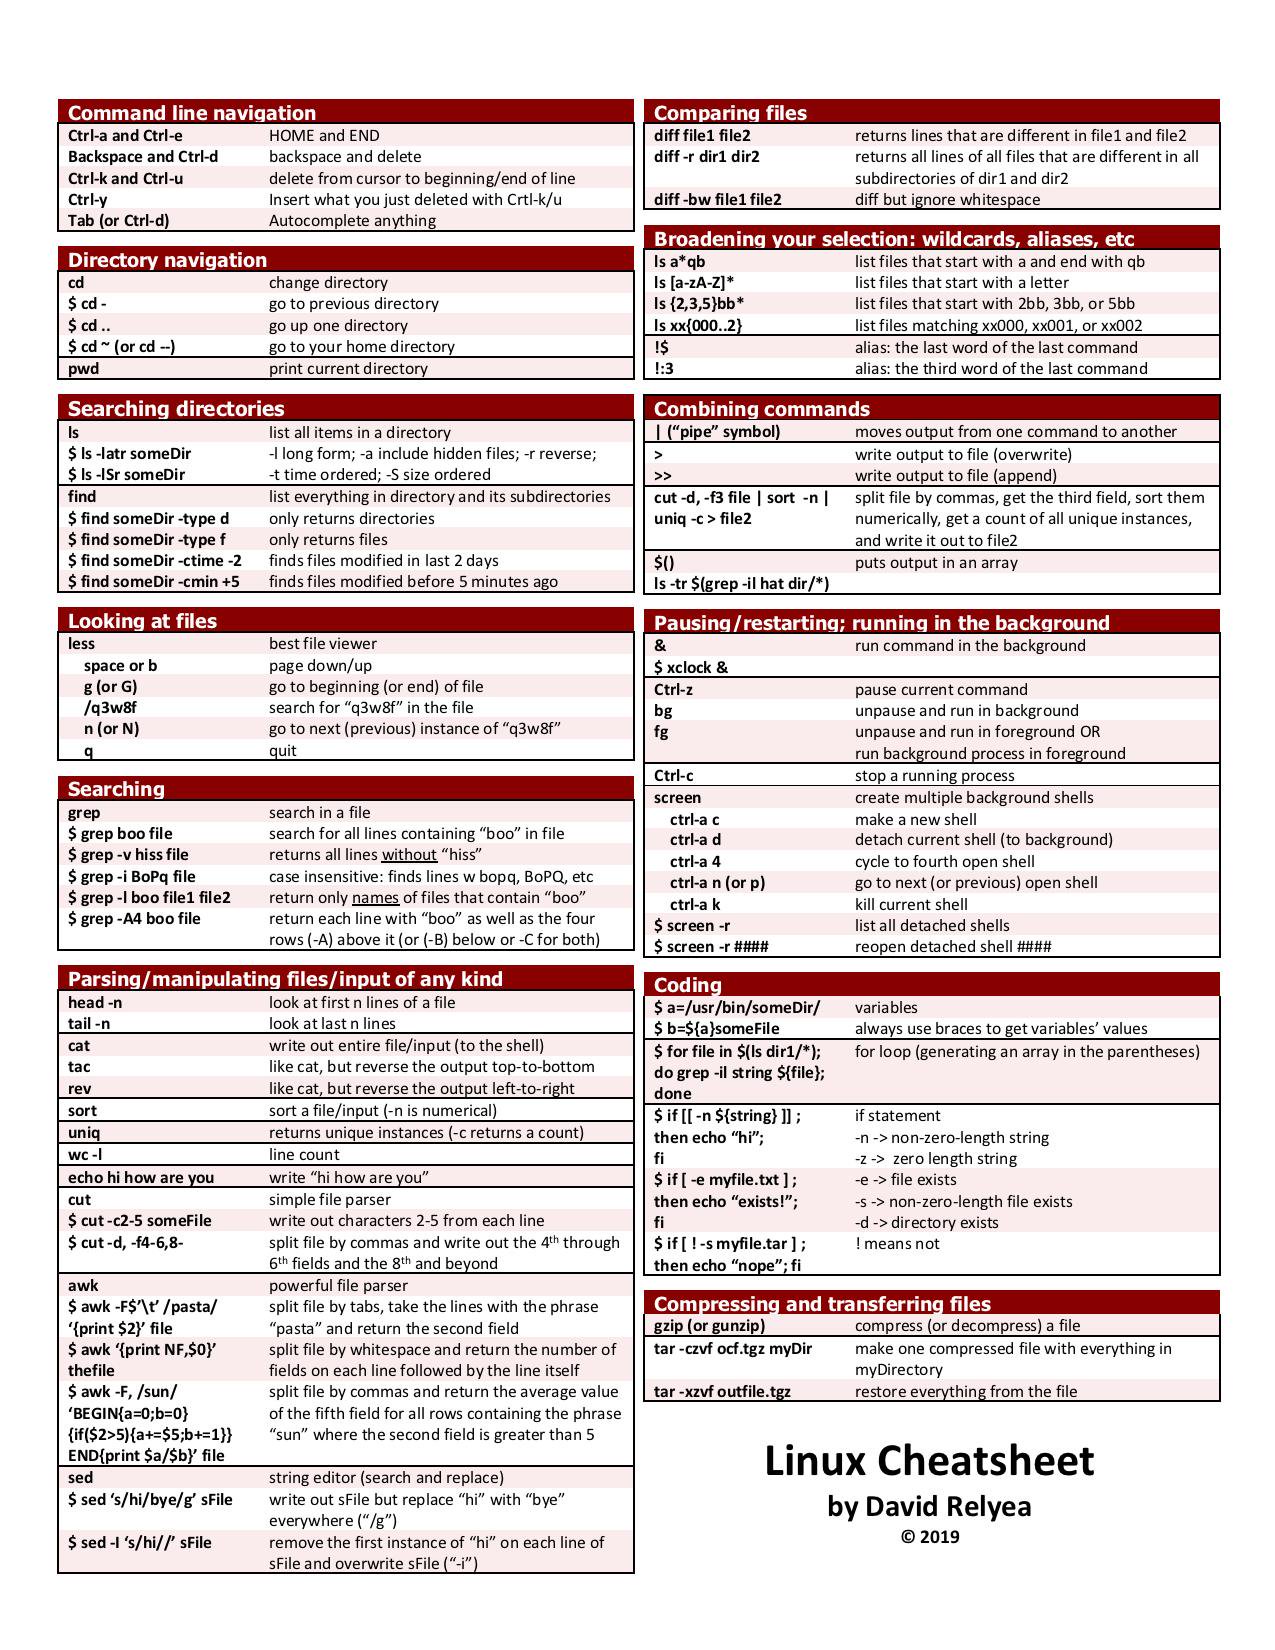 Command line navigation
Ctrl-a and Ctrl-e HOME and END
Backspace and Ctrl-d backspace and delete
Ctrl-k and Ctrl-u delete from cursor to beginning/end of line
Ctrl-y Insert what you just deleted with Crtl-k/u
Tab (or Ctrl-d) Autocomplete anything
Directory navigation
cd change directory
$ cd - go to previous directory
$ cd .. go up one directory
$ cd ~ (or cd --) go to your home directory
pwd print current directory
Searching directories
ls list all items in a directory
$ ls -latr someDir -l long form; -a include hidden files; -r reverse;
$ ls -lSr someDir -t time ordered; -S size ordered
find list everything in directory and its subdirectories
$ find someDir -type d only returns directories
$ find someDir -type f only returns files
$ find someDir -ctime -2 finds files modified in last 2 days
$ find someDir -cmin +5 finds files modified before 5 minutes ago
Looking at files
less best file viewer
space or b page down/up
g (or G) go to beginning (or end) of file
/q3w8f search for “q3w8f” in the file
n (or N) go to next (previous) instance of “q3w8f”
q quit
Searching
grep search in a file
$ grep boo file search for all lines containing “boo” in file
$ grep -v hiss file returns all lines without “hiss”
$ grep -i BoPq file case insensitive: finds lines w bopq, BoPQ, etc
$ grep -l boo file1 file2 return only names of files that contain “boo”
$ grep -A4 boo file return each line with “boo” as well as the four
rows (-A) above it (or (-B) below or -C for both)
Parsing/manipulating files/input of any kind
head -n look at first n lines of a file
tail -n look at last n lines
cat write out entire file/input (to the shell)
tac like cat, but reverse the output top-to-bottom
rev like cat, but reverse the output left-to-right
sort sort a file/input (-n is numerical)
uniq returns unique instances (-c returns a count)
wc -l line count
echo hi how are you write “hi how are you”
cut simple file parser
$ cut -c2-5 someFile write out characters 2-5 from each line
$ cut -d, -f4-6,8- split file by commas and write out the 4th through
6th fields and the 8th and beyond
awk powerful file parser
$ awk -F$’\t’ /pasta/ split file by tabs, take the lines with the phrase
‘{print $2}’ file “pasta” and return the second field
$ awk ‘{print NF,$0}’ split file by whitespace and return the number of
thefile fields on each line followed by the line itself
$ awk -F, /sun/ split file by commas and return the average value
‘BEGIN{a=0;b=0} of the fifth field for all rows containing the phrase
{if($2>5){a+=$5;b+=1}} “sun” where the second field is greater than 5
END{print $a/$b}’ file
sed string editor (search and replace)
$ sed ‘s/hi/bye/g’ sFile write out sFile but replace “hi” with “bye”
everywhere (“/g”)
$ sed -I ‘s/hi//’ sFile remove the first instance of “hi” on each line of
sFile and overwrite sFile (“-i”)
Comparing files
diff file1 file2 returns lines that are different in file1 and file2
diff -r dir1 dir2 returns all lines of all files that are different in all
subdirectories of dir1 and dir2
diff -bw file1 file2 diff but ignore whitespace
Broadening your selection: wildcards, aliases, etc
ls a*qb list files that start with a and end with qb
ls [a-zA-Z]* list files that start with a letter
ls {2,3,5}bb* list files that start with 2bb, 3bb, or 5bb
ls xx{000..2} list files matching xx000, xx001, or xx002
!$ alias: the last word of the last command
!:3 alias: the third word of the last command
Combining commands
| (“pipe” symbol) moves output from one command to another
> write output to file (overwrite)
>> write output to file (append)
cut -d, -f3 file | sort -n | split file by commas, get the third field, sort them
uniq -c > file2 numerically, get a count of all unique instances,
and write it out to file2
$() puts output in an array
ls -tr $(grep -il hat dir/*)
Pausing/restarting; running in the background
& run command in the background
$ xclock &
Ctrl-z pause current command
bg unpause and run in background
fg unpause and run in foreground OR
run background process in foreground
Ctrl-c stop a running process
screen create multiple background shells
ctrl-a c make a new shell
ctrl-a d detach current shell (to background)
ctrl-a 4 cycle to fourth open shell
ctrl-a n (or p) go to next (or previous) open shell
ctrl-a k kill current shell
$ screen -r list all detached shells
$ screen -r #### reopen detached shell ####
Coding
$ a=/usr/bin/someDir/ variables
$ b=${a}someFile always use braces to get variables’ values
$ for file in $(ls dir1/*); for loop (generating an array in the parentheses)
do grep -il string ${file};
done
$ if [[ -n ${string} ]] ; if statement
then echo “hi”; -n -> non-zero-length string
fi -z -> zero length string
$ if [ -e myfile.txt ] ; -e -> file exists
then echo “exists!”; -s -> non-zero-length file exists
fi -d -> directory exists
$ if [ ! -s myfile.tar ] ; ! means not
then echo “nope”; fi
Compressing and transferring files
gzip (or gunzip) compress (or decompress) a file
tar -czvf ocf.tgz myDir make one compressed file with everything in
myDirectory
tar -xzvf outfile.tgz restore everything from the file
Linux Cheatsheet
by David Relyea
© 2019